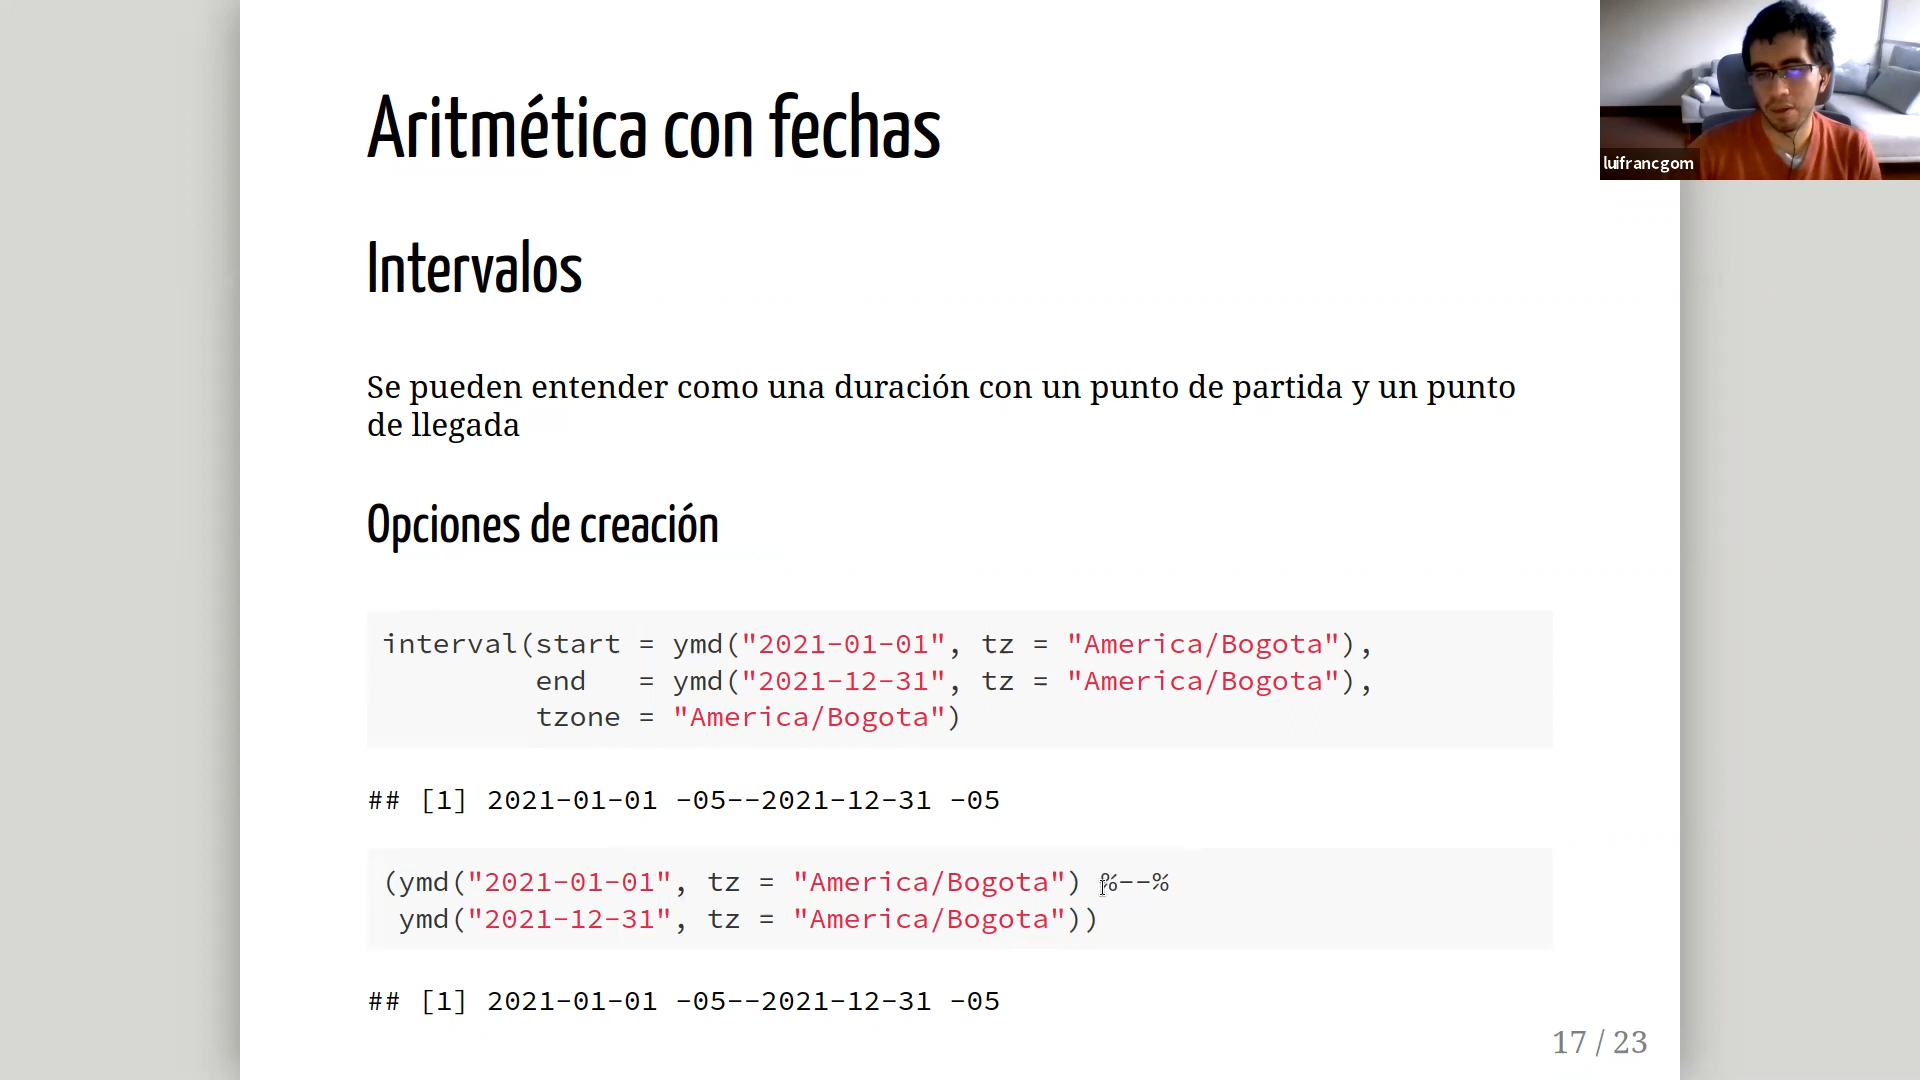 Aritmética con fechas
luifrancgom
Intervalos
Se pueden entender como una duración con un punto de partida y un punto
de llegada
Opciones de creación
interval(start = ymd("2021-01-01", tz = "America/Bogota"),
         end   = ymd("2021-12-31", tz = "America/Bogota"),
         tzone = "America/Bogota")
## [1] 2021-01-01 -05--2021-12-31 -05
(ymd("2021-01-01", tz = "America/Bogota") %--%
 ymd("2021-12-31", tz = "America/Bogota"))
## [1] 2021-01-01 -05--2021-12-31 -05
17 / 23